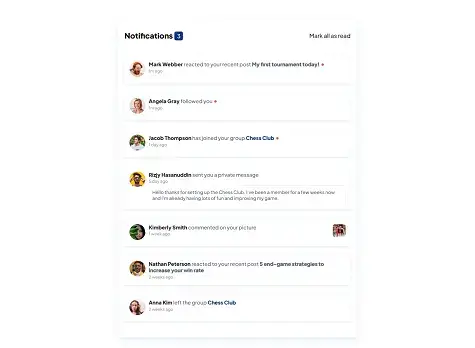 Notifications 3
Mark all as read
Mark Webber reacted to your recent post My first tournament today!
1m ago
Angela Gray followed you
1m ago
Jacob Thompson has joined your group Chess Club
1 day ago
Rizky Hasanuddin sent you a private message
5 day ago
Hello thanks for setting up the Chess Club. I've been a member for a few weeks now
and I'm already having lots of fun and improving my game.
Kimberly Smith commented on your picture
1 week ago
Nathan Peterson reacted to your recent post 5 end-game strategies to
increase your win rate
2 weeks ago
Anna Kim left the group Chess Club
2 weeks ago